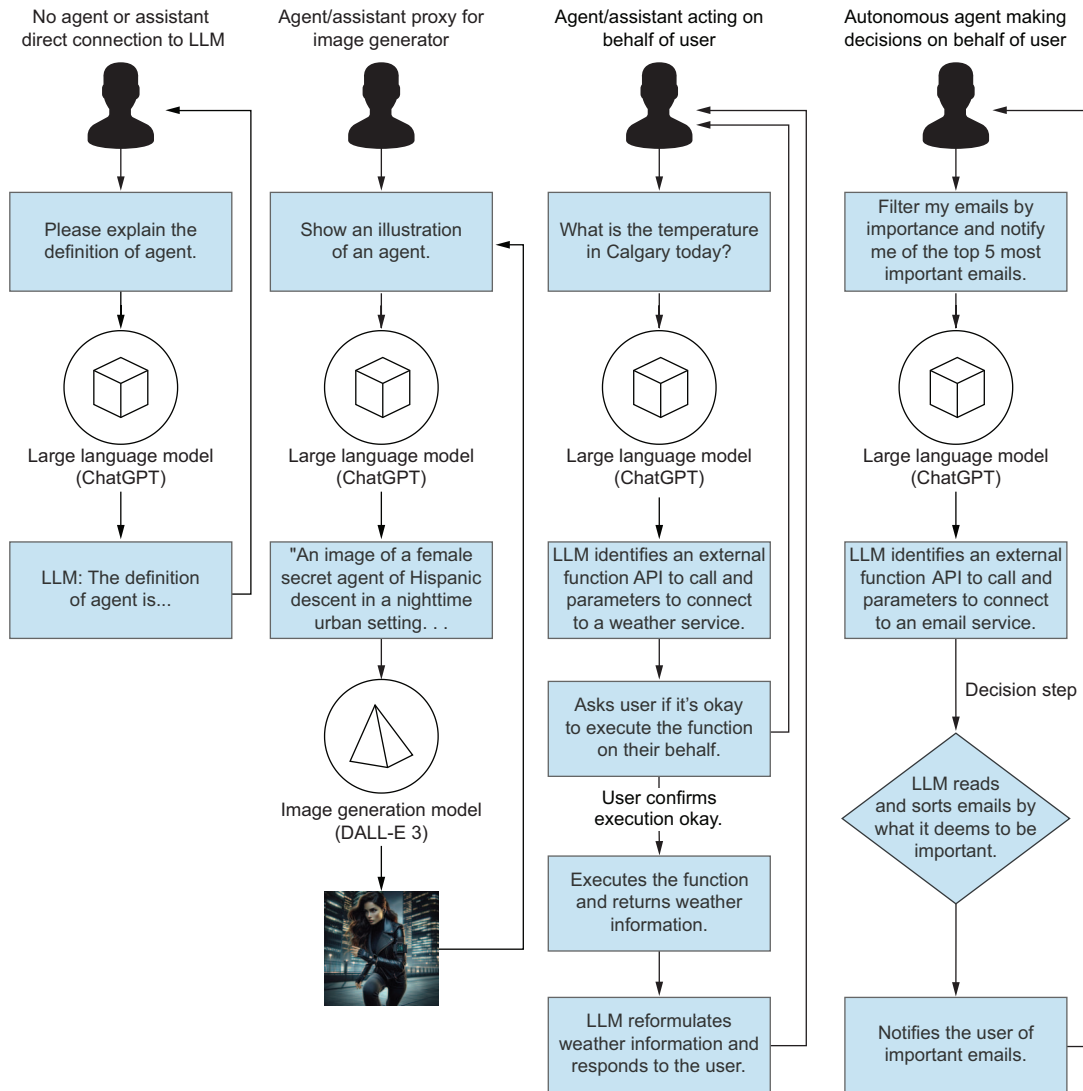 No agent or assistant
direct connection to LLM
Please explain the
definition of agent.
Large language model
(ChatGPT)
LLM: The definition
of agent is...
Agent/assistant proxy for
image generator
Show an illustration
of an agent.
Large language model
(ChatGPT)
"An image of a female
secret agent of Hispanic
descent in a nighttime
urban setting. . .
Image generation model
(DALL-E 3)
Agent/assistant acting on
behalf of user
What is the temperature
in Calgary today?
Large language model
(ChatGPT)
LLM identifies an external
function API to call and
parameters to connect
to a weather service.
Asks user if it’s okay
to execute the function
on their behalf.
User confirms
execution okay.
Executes the function
and returns weather
information.
LLM reformulates
weather information and
responds to the user.
Autonomous agent making
decisions on behalf of user
Filter my emails by
importance and notify
me of the top 5 most
important emails.
Large language model
(ChatGPT)
LLM identifies an external
function API to call and
parameters to connect
to an email service.
Decision step
LLM reads
and sorts emails by
what it deems to be
important.
Notifies the user of
important emails.